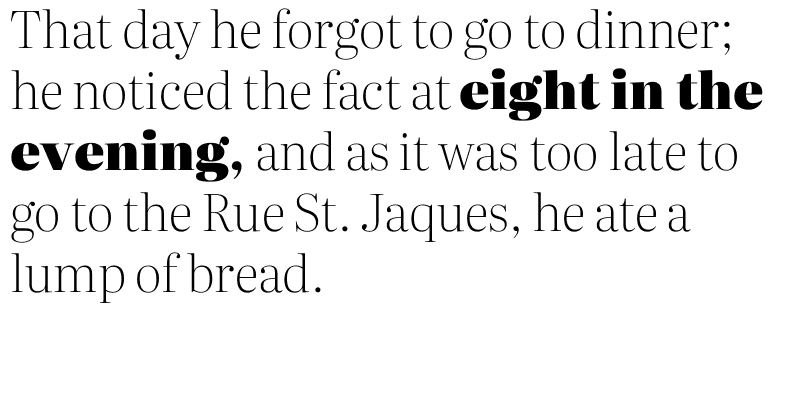 That day he forgot to go to dinner;
he noticed the fact at eight in the
evening, and as it was too late to
go to the Rue St. Jaques, he ate a
lump of bread.